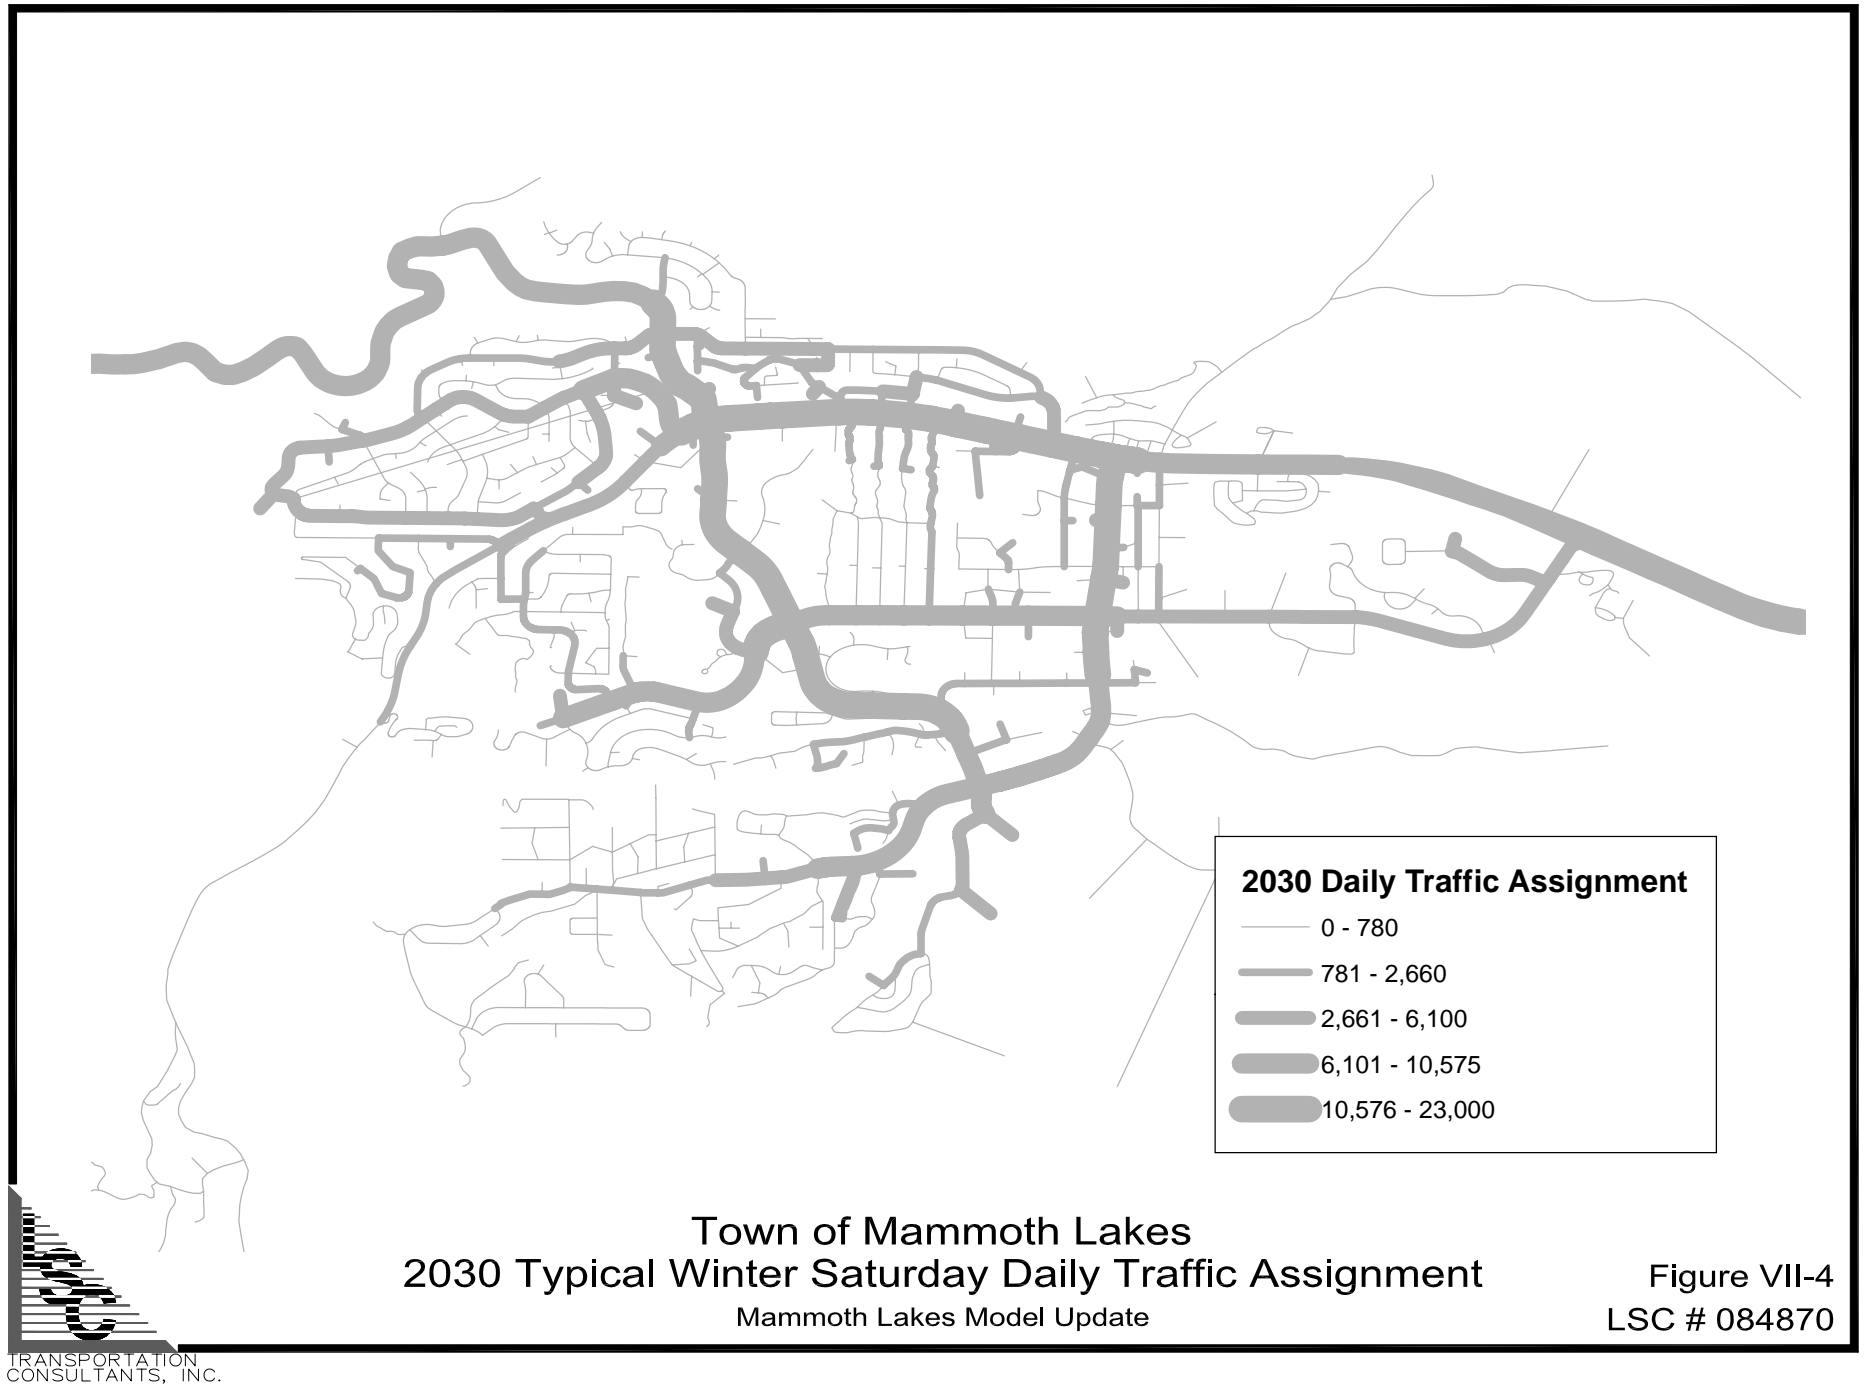 2030 Daily Traffic Assignment
0 - 780
781 - 2,660
2,661 - 6,100
6,101 - 10,575
10,576 - 23,000
Town of Mammoth Lakes
2030 Typical Winter Saturday Daily Traffic Assignment
Mammoth Lakes Model Update
Figure VII-4
LSC # 084870
LSC
TRANSPORTATION
CONSULTANTS, INC.